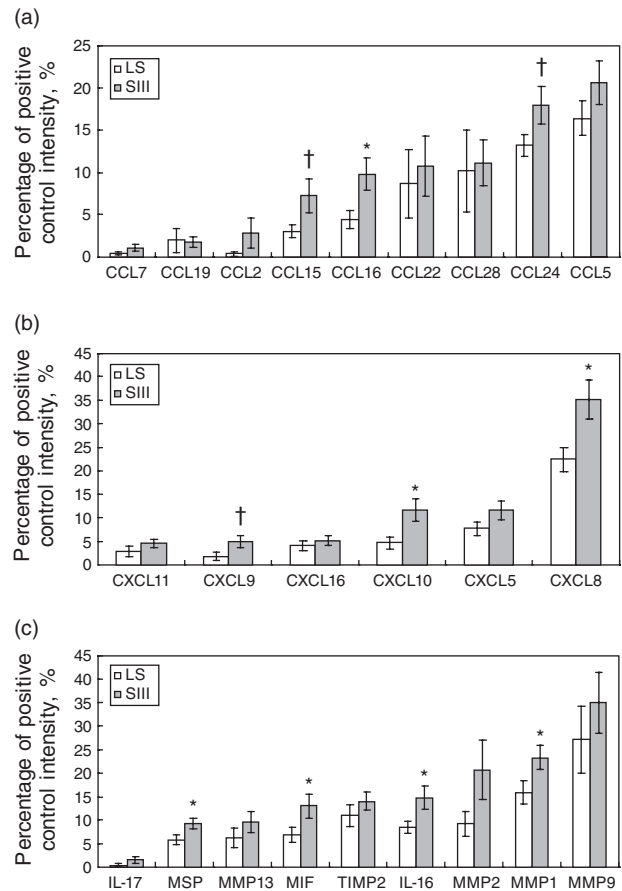 (a)
Percentage of positive
control intensity, %
25
20
15
10
5
0
LS
SIII
†
*
†
CCL7 CCL19 CCL2 CCL15 CCL16 CCL22 CCL28 CCL24 CCL5
(b)
Percentage of positive
control intensity, %
45
40
35
30
25
20
15
10
5
0
LS
SIII
†
*
*
CXCL11 CXCL9 CXCL16 CXCL10 CXCL5 CXCL8
(c)
Percentage of positive
control intensity, %
45
40
35
30
25
20
15
10
5
0
LS
SIII
*
*
*
*
IL-17 MSP MMP13 MIF TIMP2 IL-16 MMP2 MMP1 MMP9